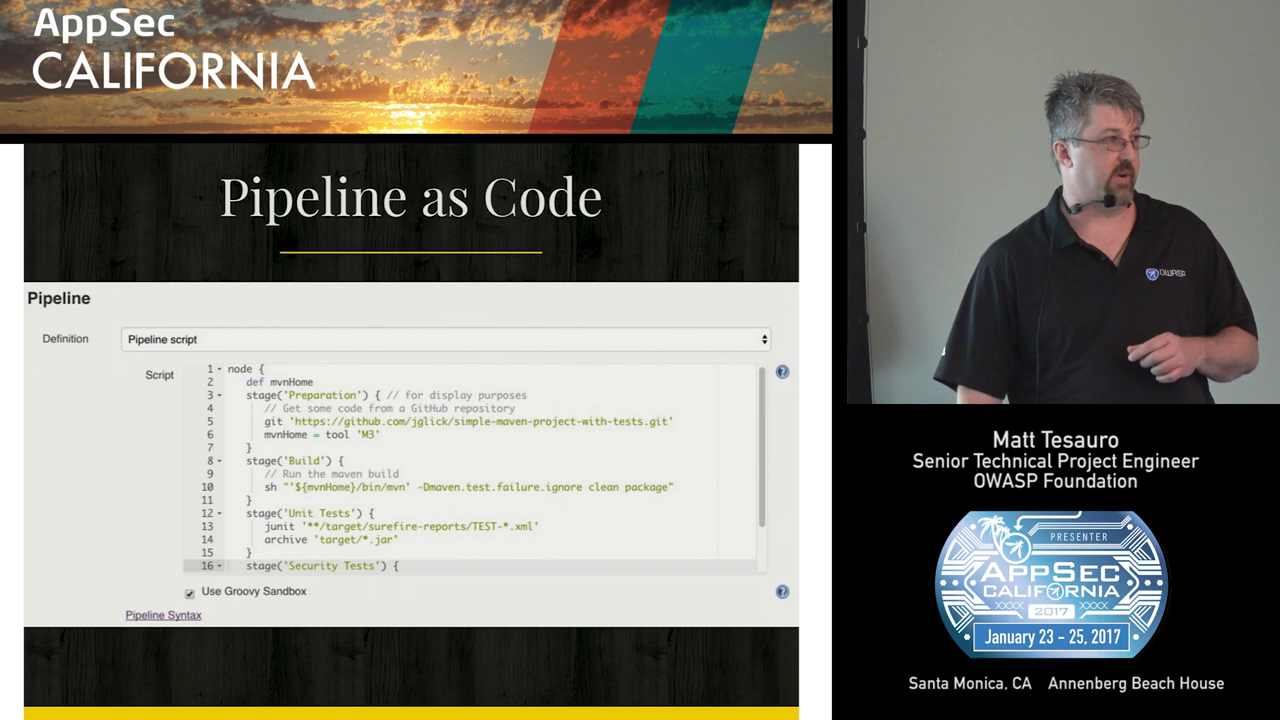 AppSec
CALIFORNIA
Pipeline as Code
Pipeline
Definition
Pipeline script
Script
1 node {
2 def mvnHome
3 stage('Preparation') { // for display purposes
4 // Get some code from a GitHub repository
5 git 'https://github.com/jglick/simple-maven-project-with-tests.git'
6 mvnHome = tool 'M3'
7 }
8 stage('Build') {
9 // Run the maven build
10 sh "'${mvnHome}/bin/mvn' -Dmaven.test.failure.ignore clean package"
11 }
12 stage('Unit Tests') {
13 junit '**/target/surefire-reports/TEST-*.xml'
14 archive 'target/*.jar'
15 }
16 stage('Security Tests') {
Use Groovy Sandbox
Pipeline Syntax
OWASP
Matt Tesauro
Senior Technical Project Engineer
OWASP Foundation
PRESENTER
APPSEC
CALIFORNIA
2017
January 23 - 25, 2017
Santa Monica, CA Annenberg Beach House